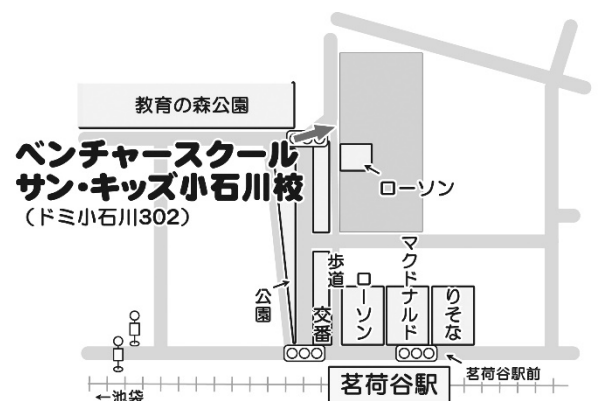 教育の森公園
ベンチャースクール
サン・キッズ小石川校
（ドミ小石川302）
ローソン
公園
歩道
交番
ローソン
マクドナルド
りそな
茗荷谷駅
茗荷谷駅前
←池袋